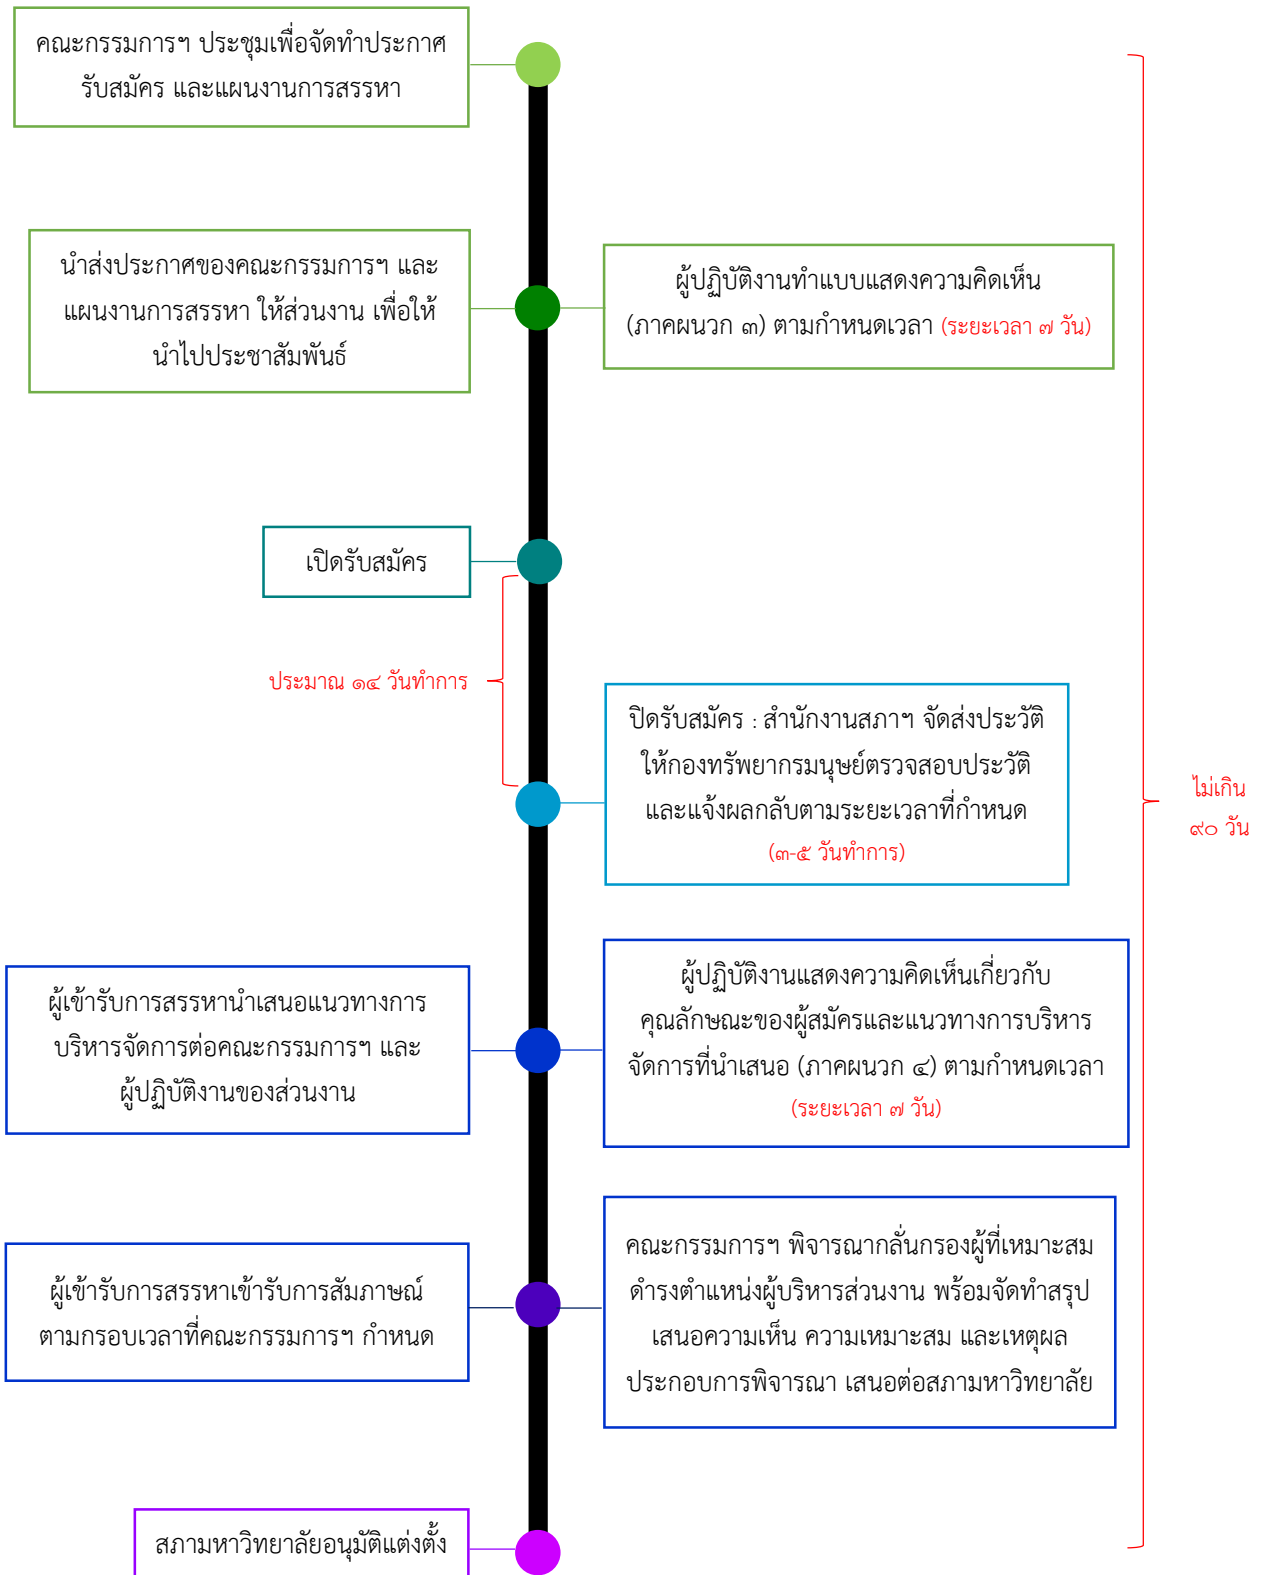 คณะกรรมการฯ ประชุมเพื่อจัดทำประกาศ
รับสมัคร และแผนงานการสรรหา
นำส่งประกาศของคณะกรรมการฯ และ
แผนงานการสรรหา ให้ส่วนงาน เพื่อให้
นำไปประชาสัมพันธ์
ผู้ปฏิบัติงานทำแบบแสดงความคิดเห็น
(ภาคผนวก ๓) ตามกำหนดเวลา (ระยะเวลา ๗ วัน)
เปิดรับสมัคร
ประมาณ ๑๔ วันทำการ
ปิดรับสมัคร : สำนักงานสภาฯ จัดส่งประวัติ
ให้กองทรัพยากรมนุษย์ตรวจสอบประวัติ
และแจ้งผลกลับตามระยะเวลาที่กำหนด
(๓-๕ วันทำการ)
ไม่เกิน
๙๐ วัน
ผู้เข้ารับการสรรหานำเสนอแนวทางการ
บริหารจัดการต่อคณะกรรมการฯ และ
ผู้ปฏิบัติงานของส่วนงาน
ผู้ปฏิบัติงานแสดงความคิดเห็นเกี่ยวกับ
คุณลักษณะของผู้สมัครและแนวทางการบริหาร
จัดการที่นำเสนอ (ภาคผนวก ๔) ตามกำหนดเวลา
(ระยะเวลา ๗ วัน)
ผู้เข้ารับการสรรหาเข้ารับการสัมภาษณ์
ตามกรอบเวลาที่คณะกรรมการฯ กำหนด
คณะกรรมการฯ พิจารณากลั่นกรองผู้ที่เหมาะสม
ดำรงตำแหน่งผู้บริหารส่วนงาน พร้อมจัดทำสรุป
เสนอความเห็น ความเหมาะสม และเหตุผล
ประกอบการพิจารณา เสนอต่อสภามหาวิทยาลัย
สภามหาวิทยาลัยอนุมัติแต่งตั้ง